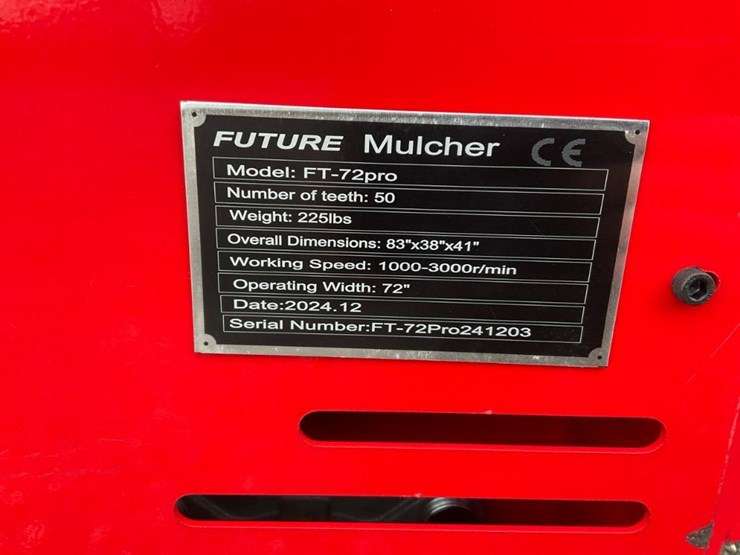 FUTURE Mulcher CE
Model: FT-72pro
Number of teeth: 50
Weight: 225lbs
Overall Dimensions: 83"x38"x41"
Working Speed: 1000-3000r/min
Operating Width: 72"
Date:2024.12
Serial Number:FT-72Pro241203